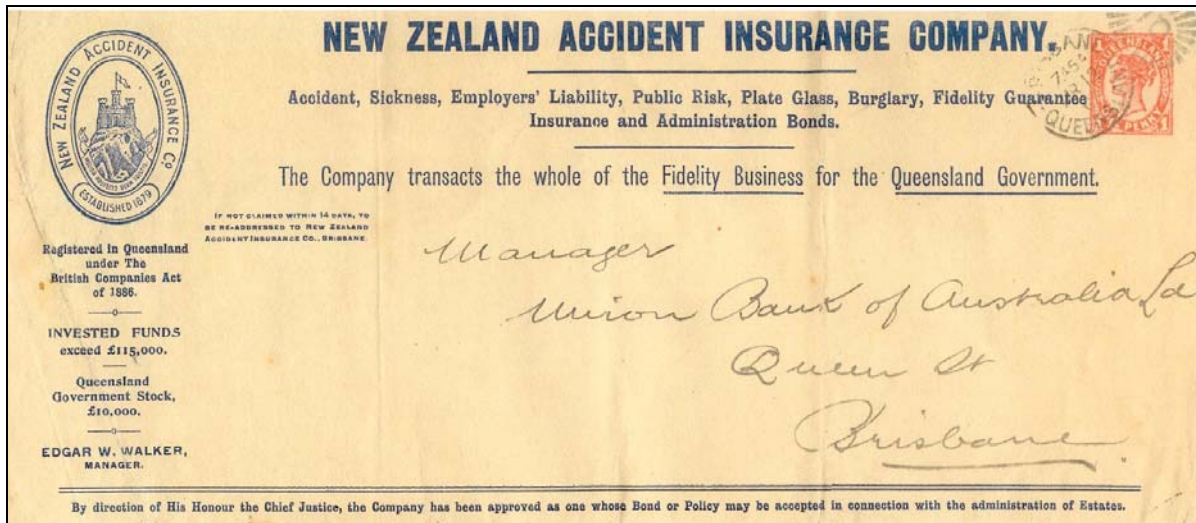 NEW ZEALAND ACCIDENT INSURANCE COMPANY.
Accident, Sickness, Employers' Liability, Public Risk, Plate Glass, Burglary, Fidelity Guarantee
Insurance and Administration Bonds.
The Company transacts the whole of the Fidelity Business for the Queensland Government.
NEW ZEALAND ACCIDENT INSURANCE Co
ESTABLISHED 1879
IF NOT CLAIMED WITHIN 14 DAYS, TO
BE RE-ADDRESSED TO NEW ZEALAND
ACCIDENT INSURANCE CO., BRISBANE.
Registered in Queensland
under The
British Companies Act
of 1886.
INVESTED FUNDS
exceed £115,000.
Queensland
Government Stock,
£10,000.
EDGAR W. WALKER,
MANAGER.
1 QUEENSLAND 1
PENNY 1
Manager
Union Bank of Australia Ld
Queen St
Brisbane
By direction of His Honour the Chief Justice, the Company has been approved as one whose Bond or Policy may be accepted in connection with the administration of Estates.